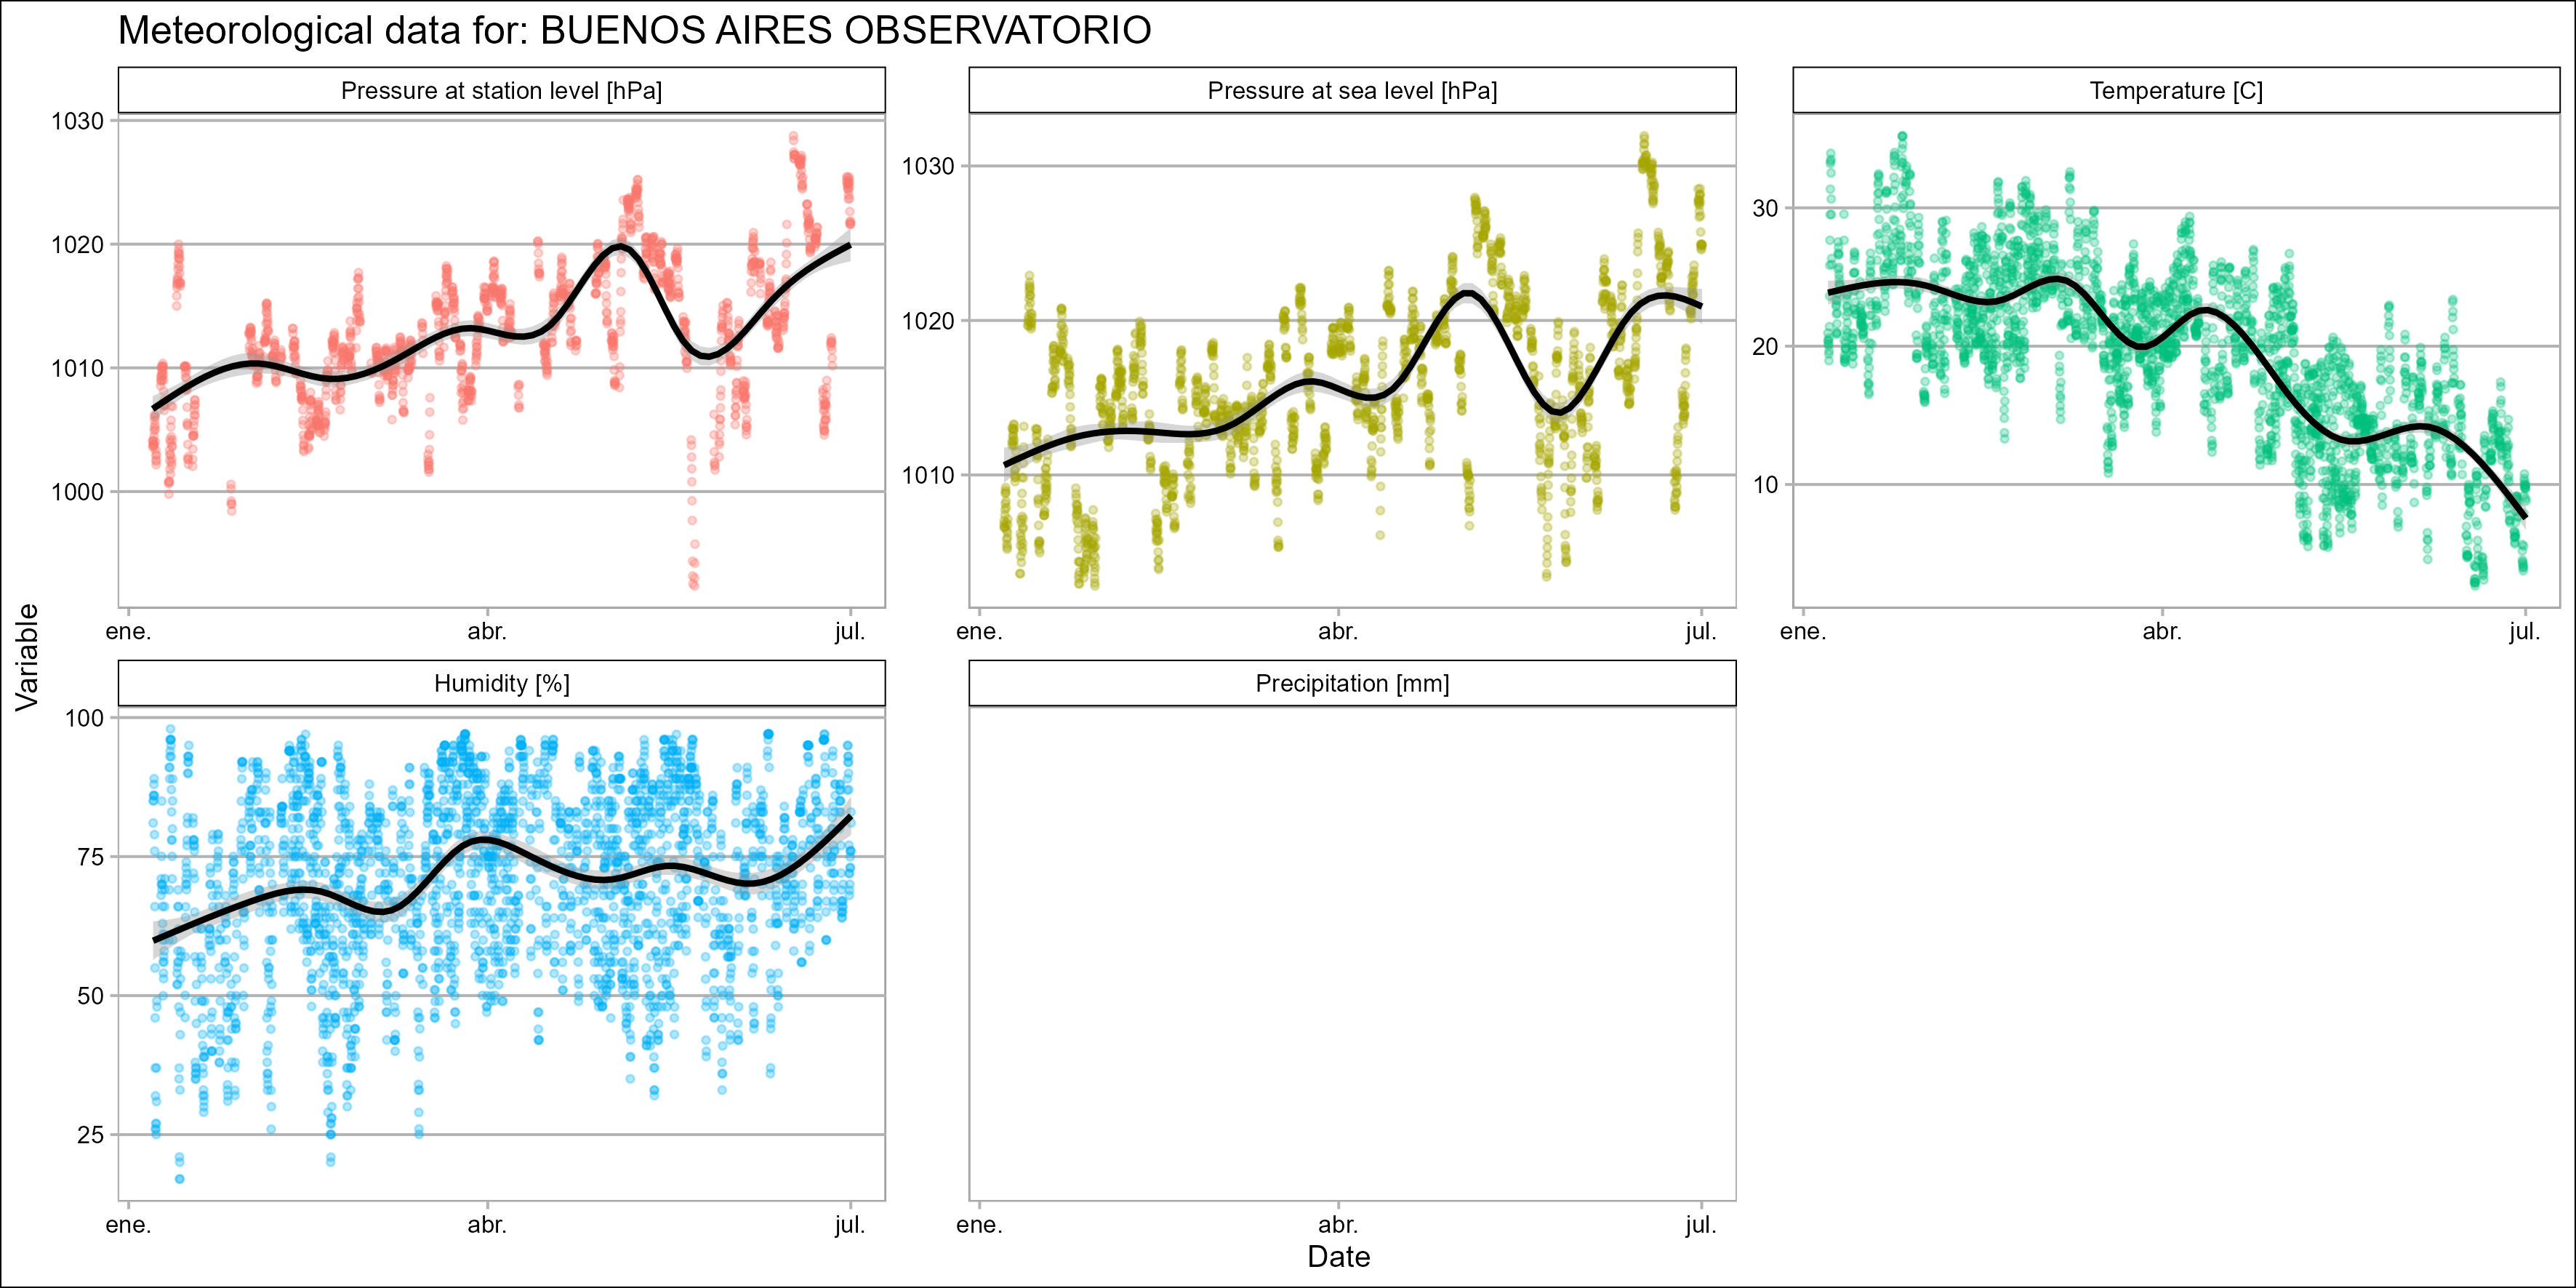 Meteorological data for: BUENOS AIRES OBSERVATORIO
Pressure at station level [hPa]
Pressure at sea level [hPa]
Temperature [C]
1030
1020
1010
1000
1030
1020
1010
30
20
10
ene.
abr.
jul.
ene.
abr.
jul.
ene.
abr.
jul.
Variable
Humidity [%]
Precipitation [mm]
100
75
50
25
ene.
abr.
jul.
ene.
abr.
jul.
Date